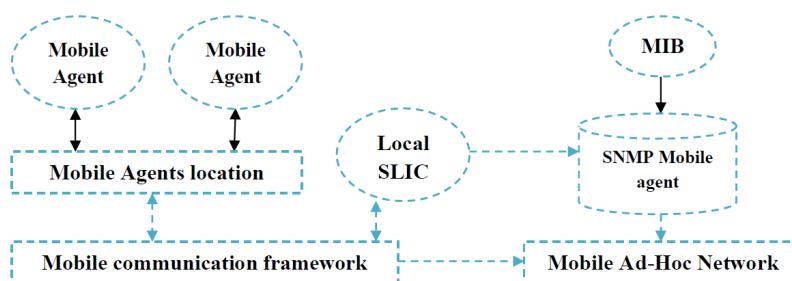 Mobile
Agent
Mobile
Agent
MIB
Local
SLIC
SNMP Mobile
agent
Mobile Agents location
Mobile communication framework
Mobile Ad-Hoc Network